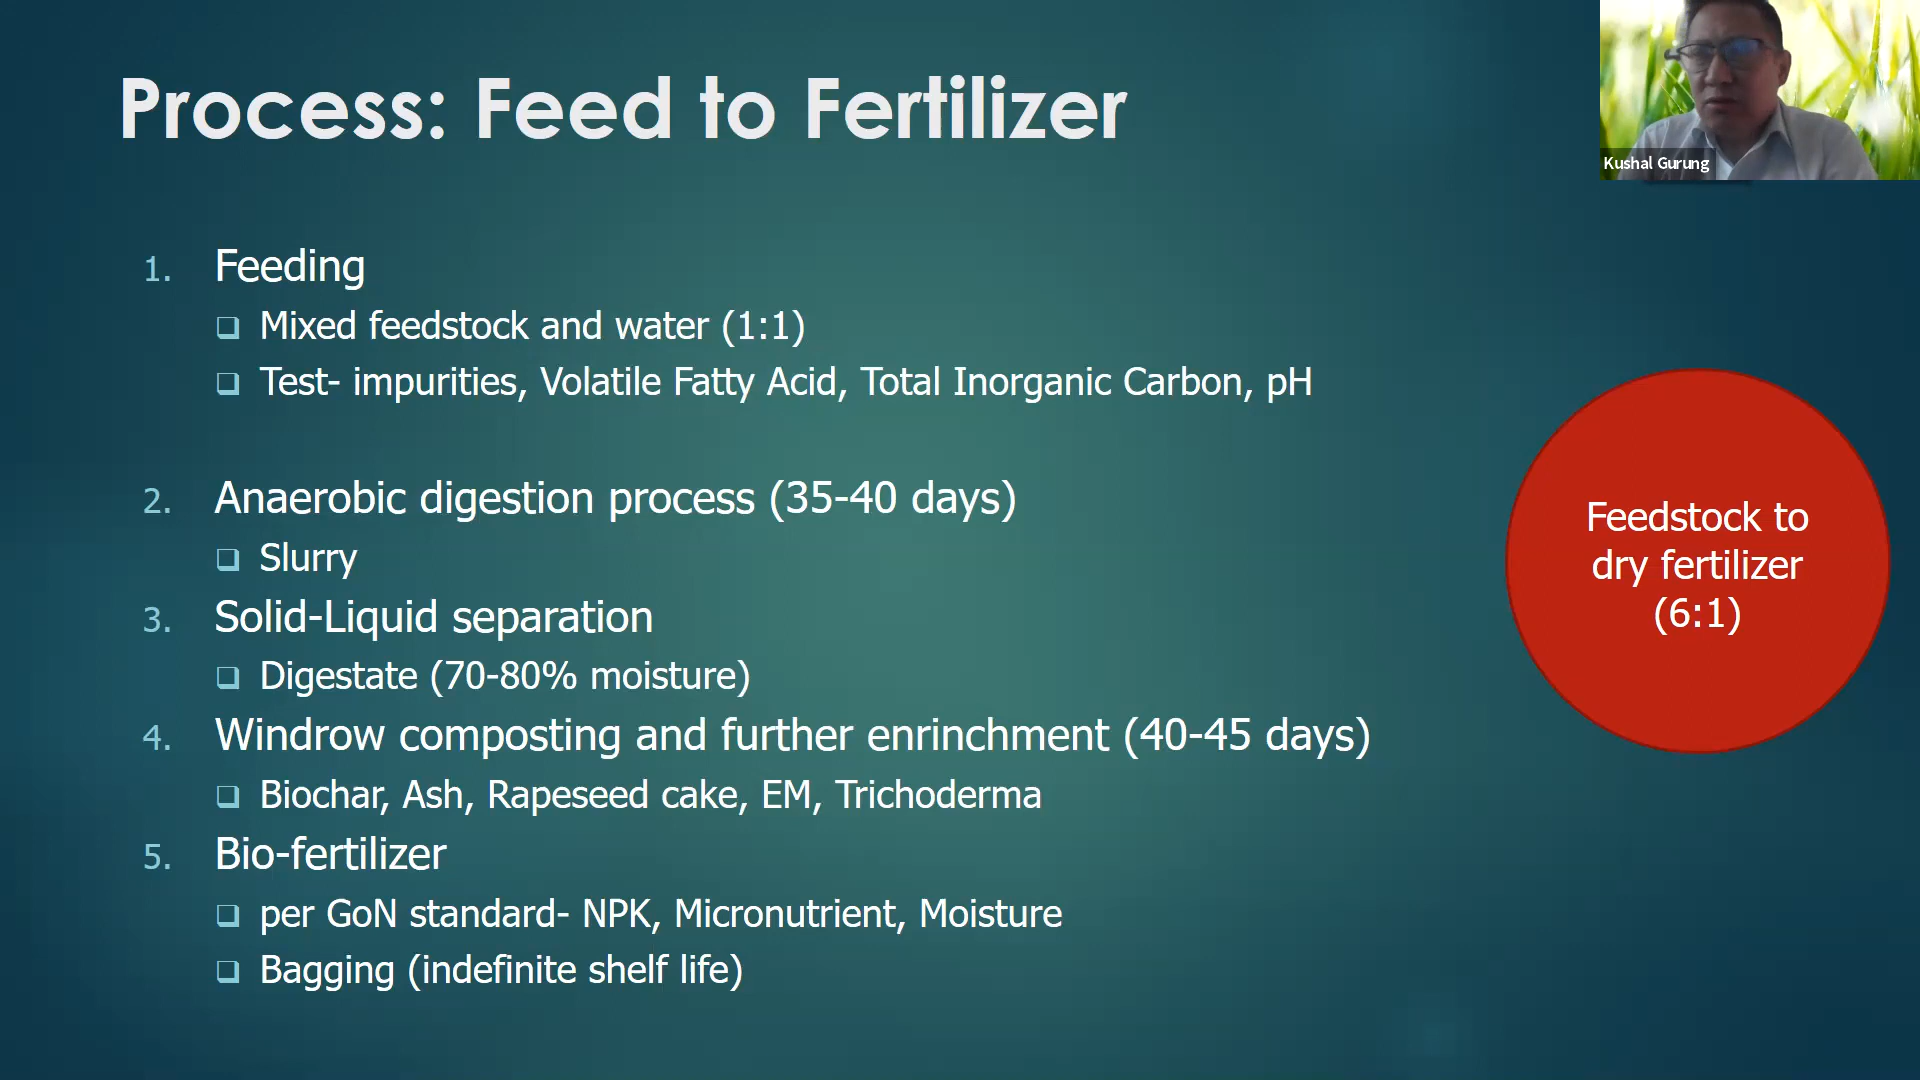 Process: Feed to Fertilizer
Kushal Gurung
1. Feeding
❑ Mixed feedstock and water (1:1)
❑ Test- impurities, Volatile Fatty Acid, Total Inorganic Carbon, pH
2. Anaerobic digestion process (35-40 days)
❑ Slurry
3. Solid-Liquid separation
❑ Digestate (70-80% moisture)
4. Windrow composting and further enrinchment (40-45 days)
❑ Biochar, Ash, Rapeseed cake, EM, Trichoderma
5. Bio-fertilizer
❑ per GoN standard- NPK, Micronutrient, Moisture
❑ Bagging (indefinite shelf life)
Feedstock to
dry fertilizer
(6:1)